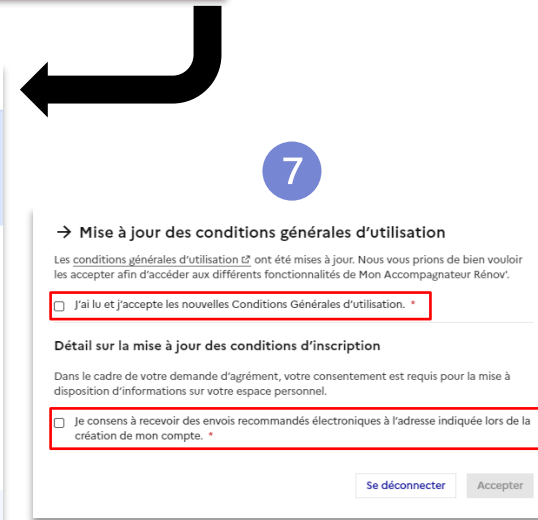 7
→ Mise à jour des conditions générales d'utilisation
Les conditions générales d'utilisation ont été mises à jour. Nous vous prions de bien vouloir
les accepter afin d'accéder aux différents fonctionnalités de Mon Accompagnateur Rénov'.
J'ai lu et j'accepte les nouvelles Conditions Générales d'utilisation. *
Détail sur la mise à jour des conditions d'inscription
Dans le cadre de votre demande d'agrément, votre consentement est requis pour la mise à
disposition d'informations sur votre espace personnel.
Je consens à recevoir des envois recommandés électroniques à l'adresse indiquée lors de la
création de mon compte. *
Se déconnecter Accepter